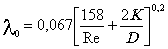 λ₀ = 0,067[158/Re + 2K/D]^0,2